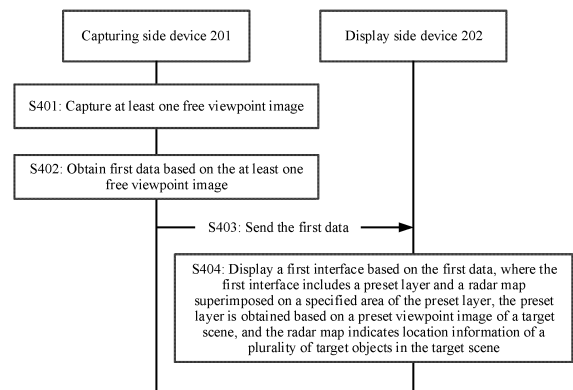 Capturing side device 201
Display side device 202
S401: Capture at least one free viewpoint image
S402: Obtain first data based on the at least one
free viewpoint image
S403: Send the first data
S404: Display a first interface based on the first data, where the
first interface includes a preset layer and a radar map
superimposed on a specified area of the preset layer, the preset
layer is obtained based on a preset viewpoint image of a target
scene, and the radar map indicates location information of a
plurality of target objects in the target scene